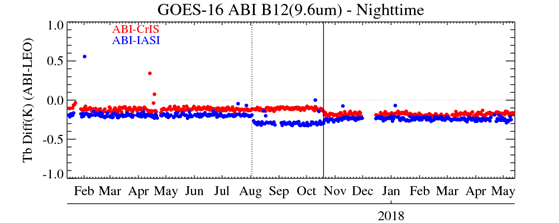 GOES-16 ABI B12(9.6um) - Nighttime
ABI-CrIS
ABI-IASI
Tb Diff(K) (ABI-LEO)
1.0
0.5
0.0
-0.5
-1.0
Feb Mar Apr May Jun Jul Aug Sep Oct Nov Dec Jan Feb Mar Apr May
2018